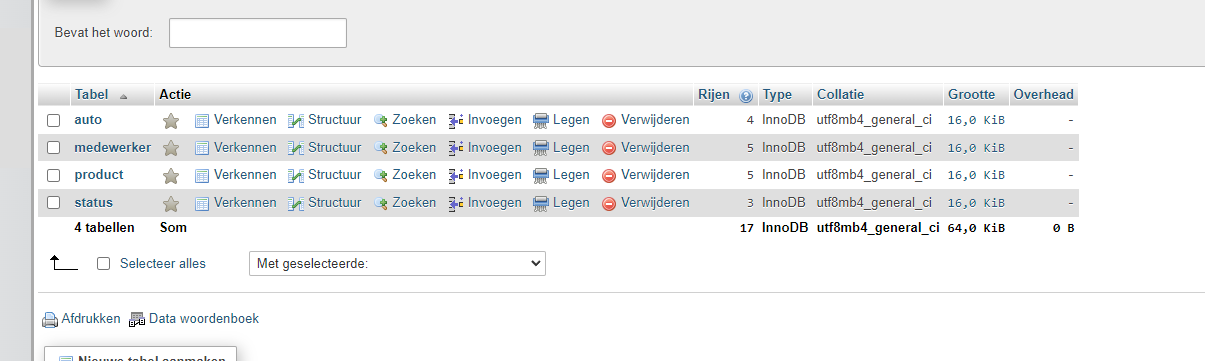 Bevat het woord:
Tabel Actie Rijen Type Collatie Grootte Overhead
auto Verkennen Structuur Zoeken Invoegen Legen Verwijderen 4 InnoDB utf8mb4_general_ci 16,0 KiB -
medewerker Verkennen Structuur Zoeken Invoegen Legen Verwijderen 5 InnoDB utf8mb4_general_ci 16,0 KiB -
product Verkennen Structuur Zoeken Invoegen Legen Verwijderen 5 InnoDB utf8mb4_general_ci 16,0 KiB -
status Verkennen Structuur Zoeken Invoegen Legen Verwijderen 3 InnoDB utf8mb4_general_ci 16,0 KiB -
4 tabellen Som 17 InnoDB utf8mb4_general_ci 64,0 KiB 0 B
Selecteer alles Met geselecteerde:
Afdrukken Data woordenboek
Nieuwe tabel aanmaken